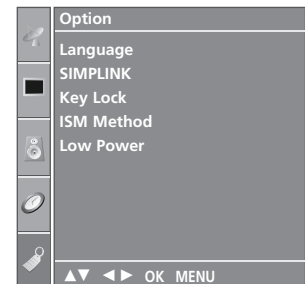 Option
Language
SIMPLINK
Key Lock
ISM Method
Low Power
▲▼ ◄► OK MENU